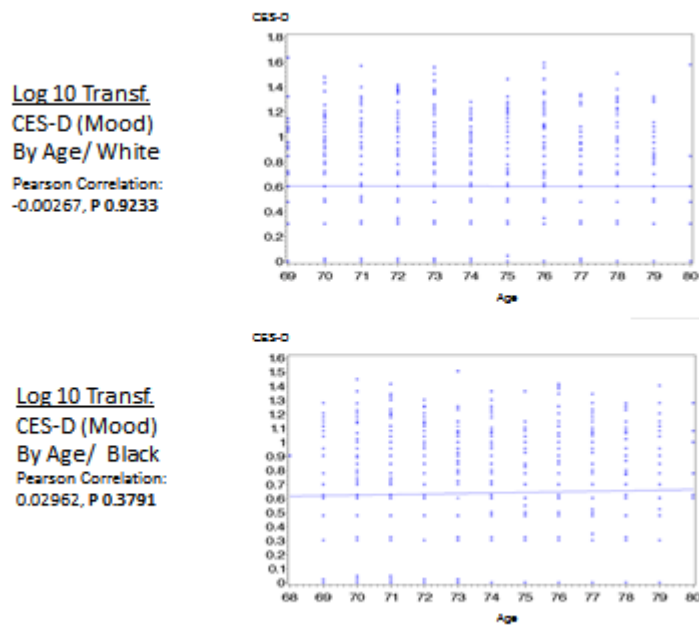 CES-D
1.8
1.6
1.4
1.2
1
0.8
0.6
0.4
0.2
0
69 70 71 72 73 74 75 76 77 78 79 80
Age
Log 10 Transf.
CES-D (Mood)
By Age/ White
Pearson Correlation:
-0.00267, P 0.9233
CES-D
1.6
1.5
1.4
1.3
1.2
1.1
1
0.9
0.8
0.7
0.6
0.5
0.4
0.3
0.2
0.1
0
68 69 70 71 72 73 74 75 76 77 78 79 80
Age
Log 10 Transf.
CES-D (Mood)
By Age/ Black
Pearson Correlation:
0.02962, P 0.3791